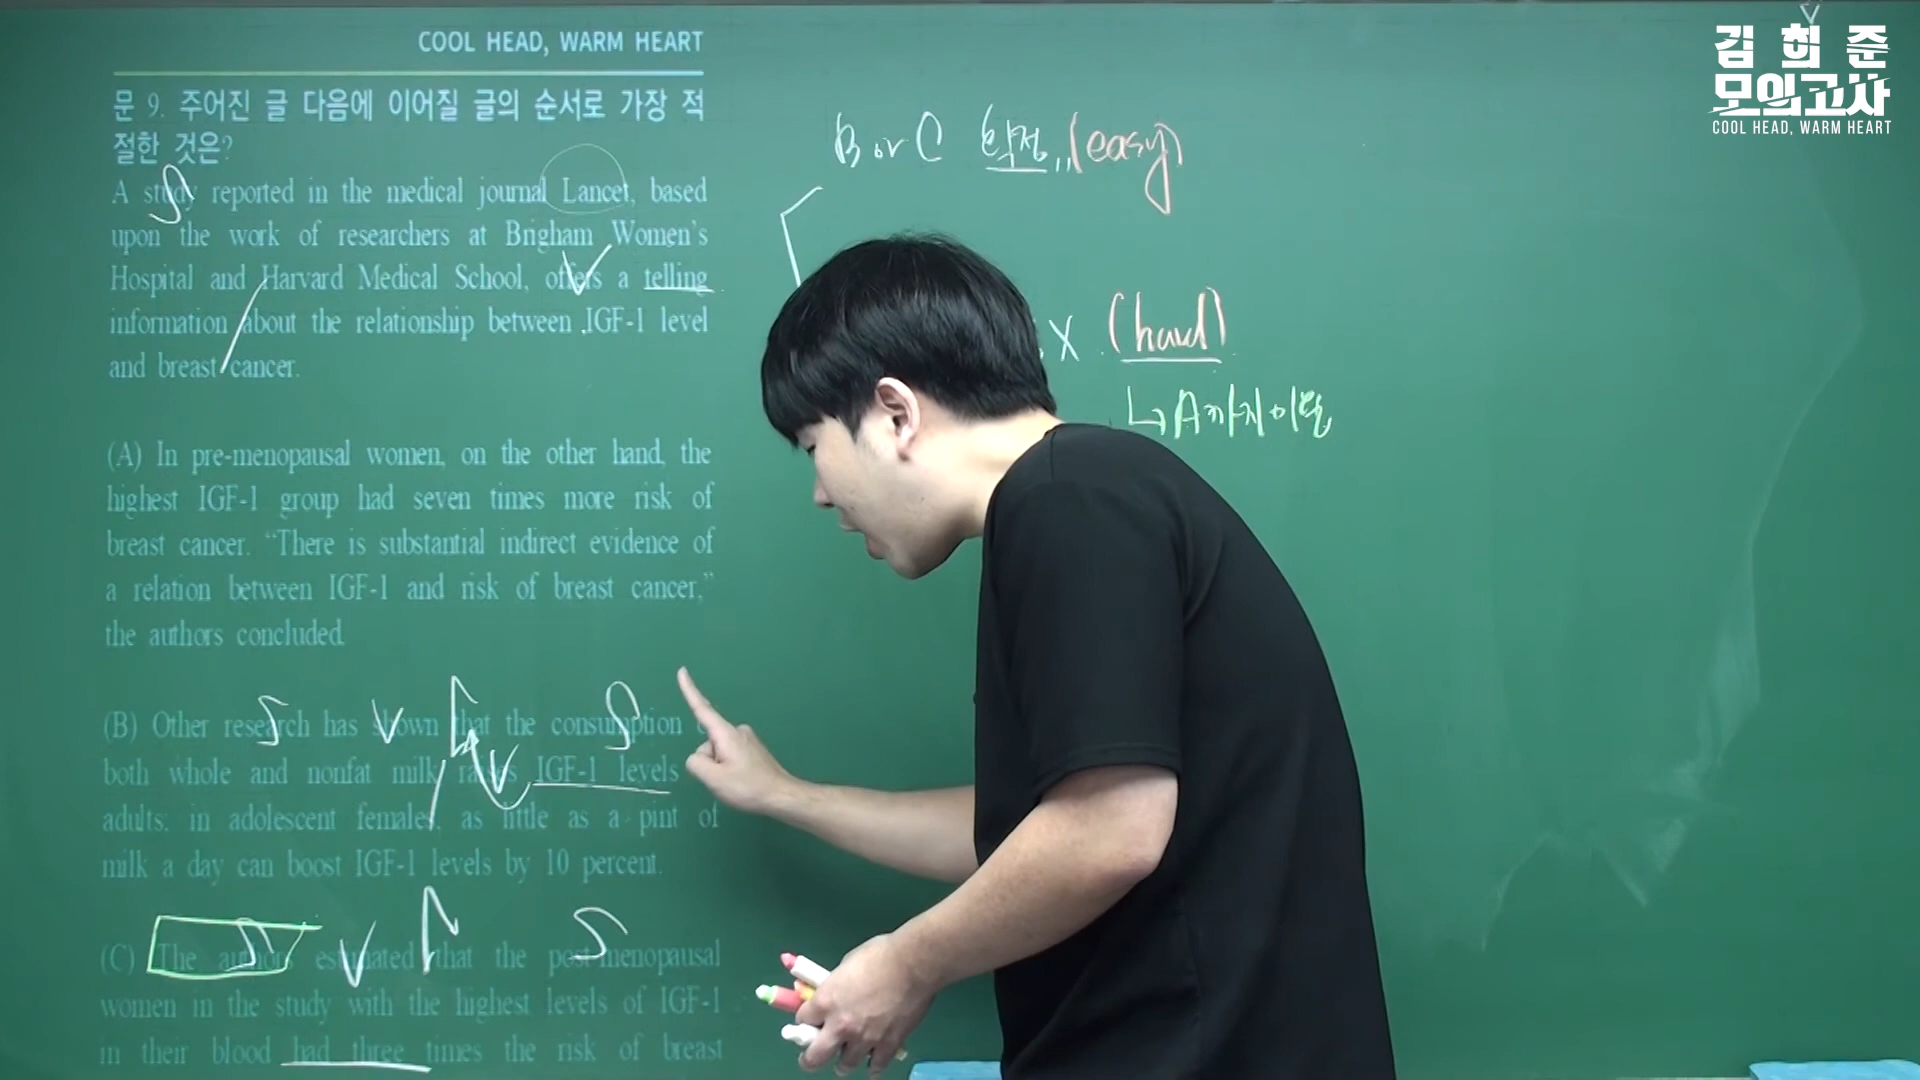 COOL HEAD, WARM HEART
문 9. 주어진 글 다음에 이어질 글의 순서로 가장 적
절한 것은?
A study reported in the medical journal Lancet, based
upon the work of researchers at Brigham Women's
Hospital and Harvard Medical School, offers a telling
information about the relationship between IGF-1 level
and breast cancer.
(A) In pre-menopausal women, on the other hand, the
highest IGF-1 group had seven times more risk of
breast cancer. "There is substantial indirect evidence of
a relation between IGF-1 and risk of breast cancer,"
the authors concluded.
(B) Other research has shown that the consumption
both whole and nonfat milk raises IGF-1 levels
adults: in adolescent females, as little as a pint of
milk a day can boost IGF-1 levels by 10 percent.
(C) The authors estimated that the post-menopausal
women in the study with the highest levels of IGF-1
in their blood had three times the risk of breast
S
V
S V S
V
S V S
B or C 확정 (easy)
X (hard)
↳ A까지 이동
김희준
모의고사
COOL HEAD, WARM HEART